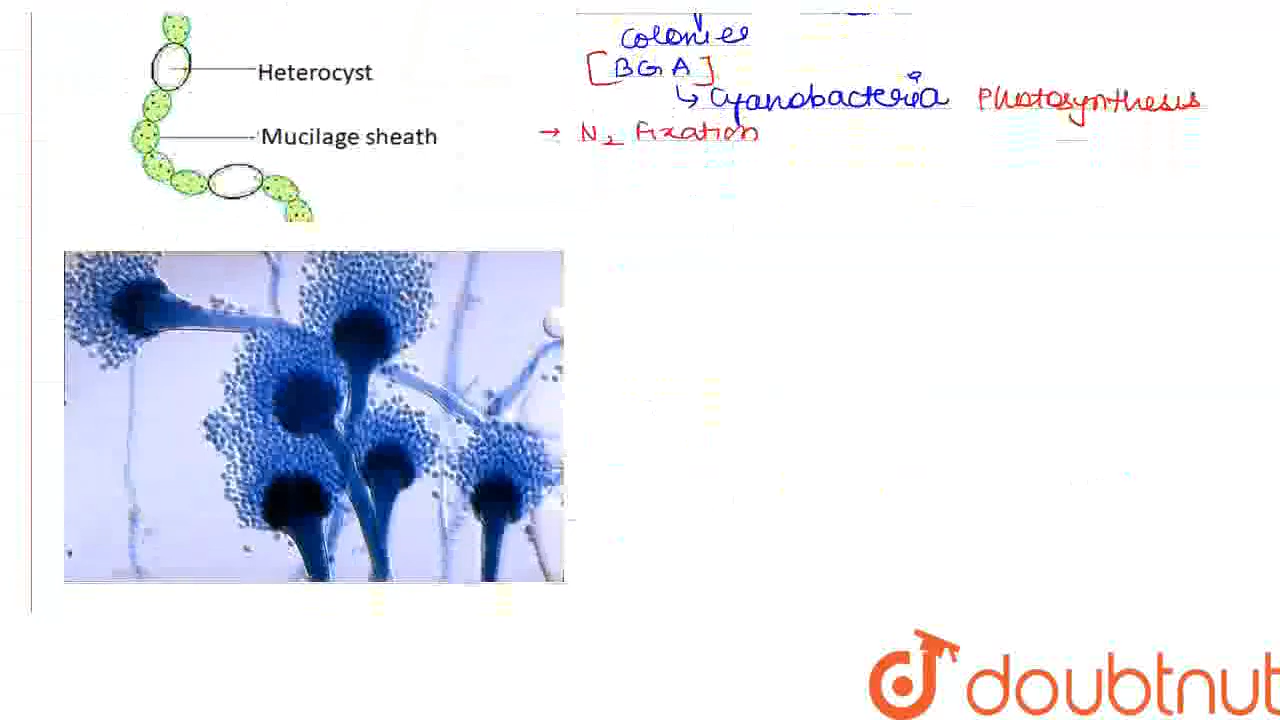 Colonies
[BGA]
Heterocyst
↳ Cyanobacteria Photosynthesis
Mucilage sheath
→ N₂ Fixation
doubtnut